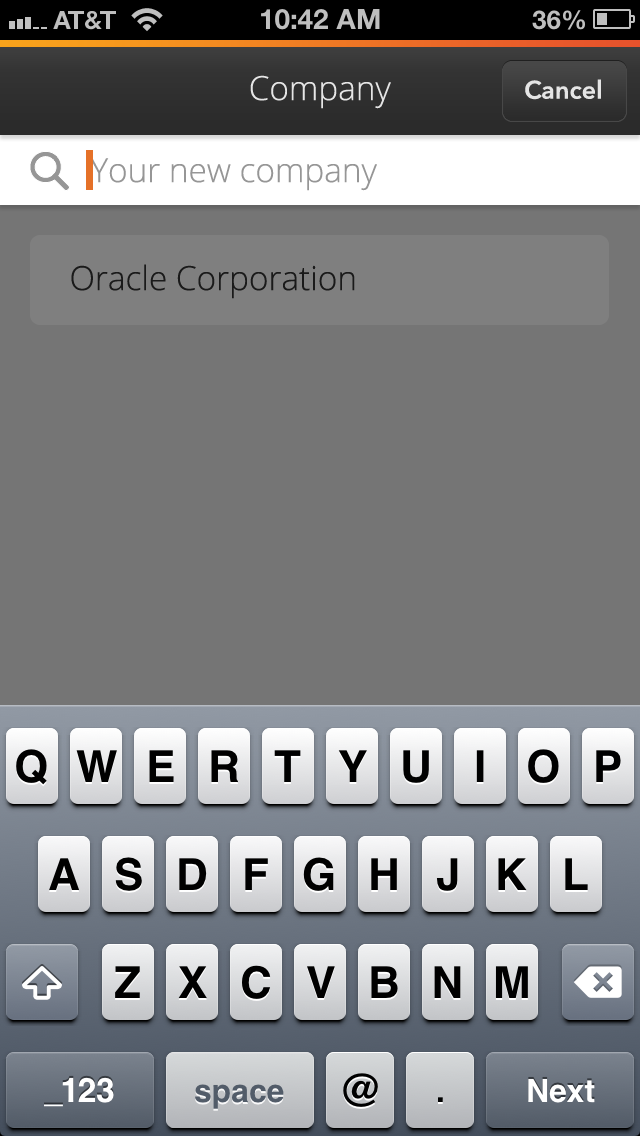 AT&T 10:42 AM 36%
Company Cancel
Your new company
Oracle Corporation
Q W E R T Y U I O P
A S D F G H J K L
Z X C V B N M
_123 space @ . Next